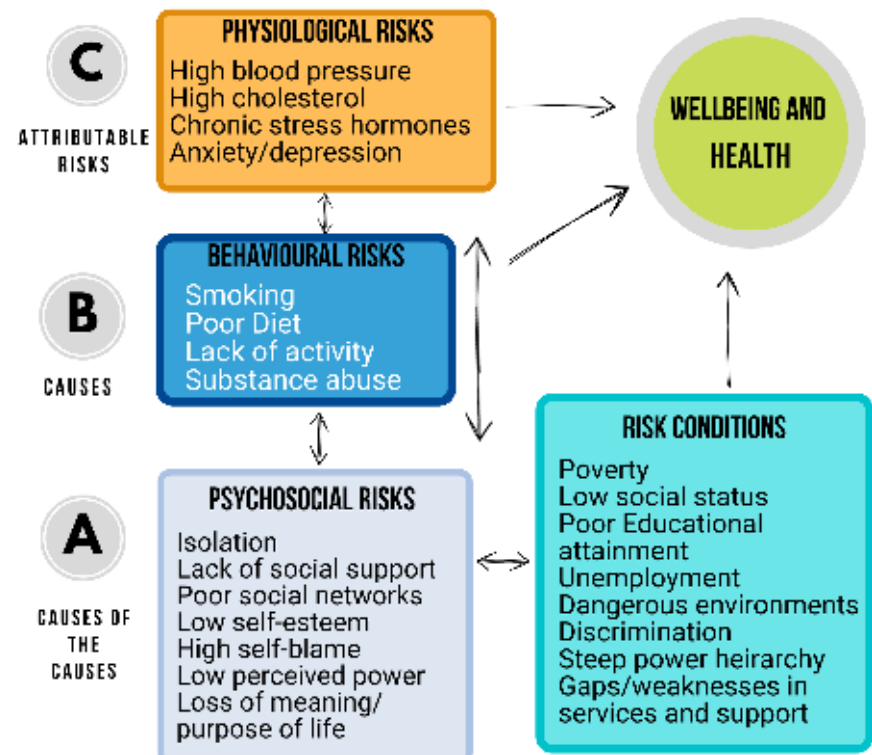 C
ATTRIBUTABLE
RISKS
PHYSIOLOGICAL RISKS
High blood pressure
High cholesterol
Chronic stress hormones
Anxiety/depression
WELLBEING AND
HEALTH
B
CAUSES
BEHAVIOURAL RISKS
Smoking
Poor Diet
Lack of activity
Substance abuse
A
CAUSES OF
THE
CAUSES
PSYCHOSOCIAL RISKS
Isolation
Lack of social support
Poor social networks
Low self-esteem
High self-blame
Low perceived power
Loss of meaning/
purpose of life
RISK CONDITIONS
Poverty
Low social status
Poor Educational
attainment
Unemployment
Dangerous environments
Discrimination
Steep power heirarchy
Gaps/weaknesses in
services and support